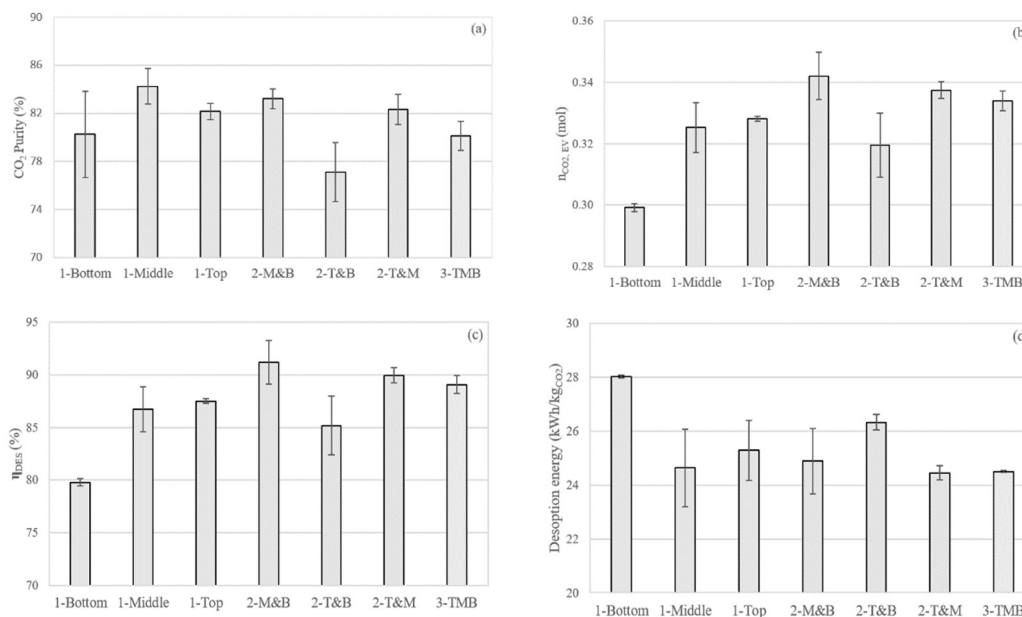 (a)
CO2 Purity (%)
90
86
82
78
74
70
1-Bottom 1-Middle 1-Top 2-M&B 2-T&B 2-T&M 3-TMB
(b
nCO2, EV (mol)
0.36
0.34
0.32
0.30
0.28
1-Bottom 1-Middle 1-Top 2-M&B 2-T&B 2-T&M 3-TMB
(c)
ηDES (%)
95
90
85
80
75
70
1-Bottom 1-Middle 1-Top 2-M&B 2-T&B 2-T&M 3-TMB
(d
Desoption energy (kWh/kgCO2)
30
28
26
24
22
20
1-Bottom 1-Middle 1-Top 2-M&B 2-T&B 2-T&M 3-TMB